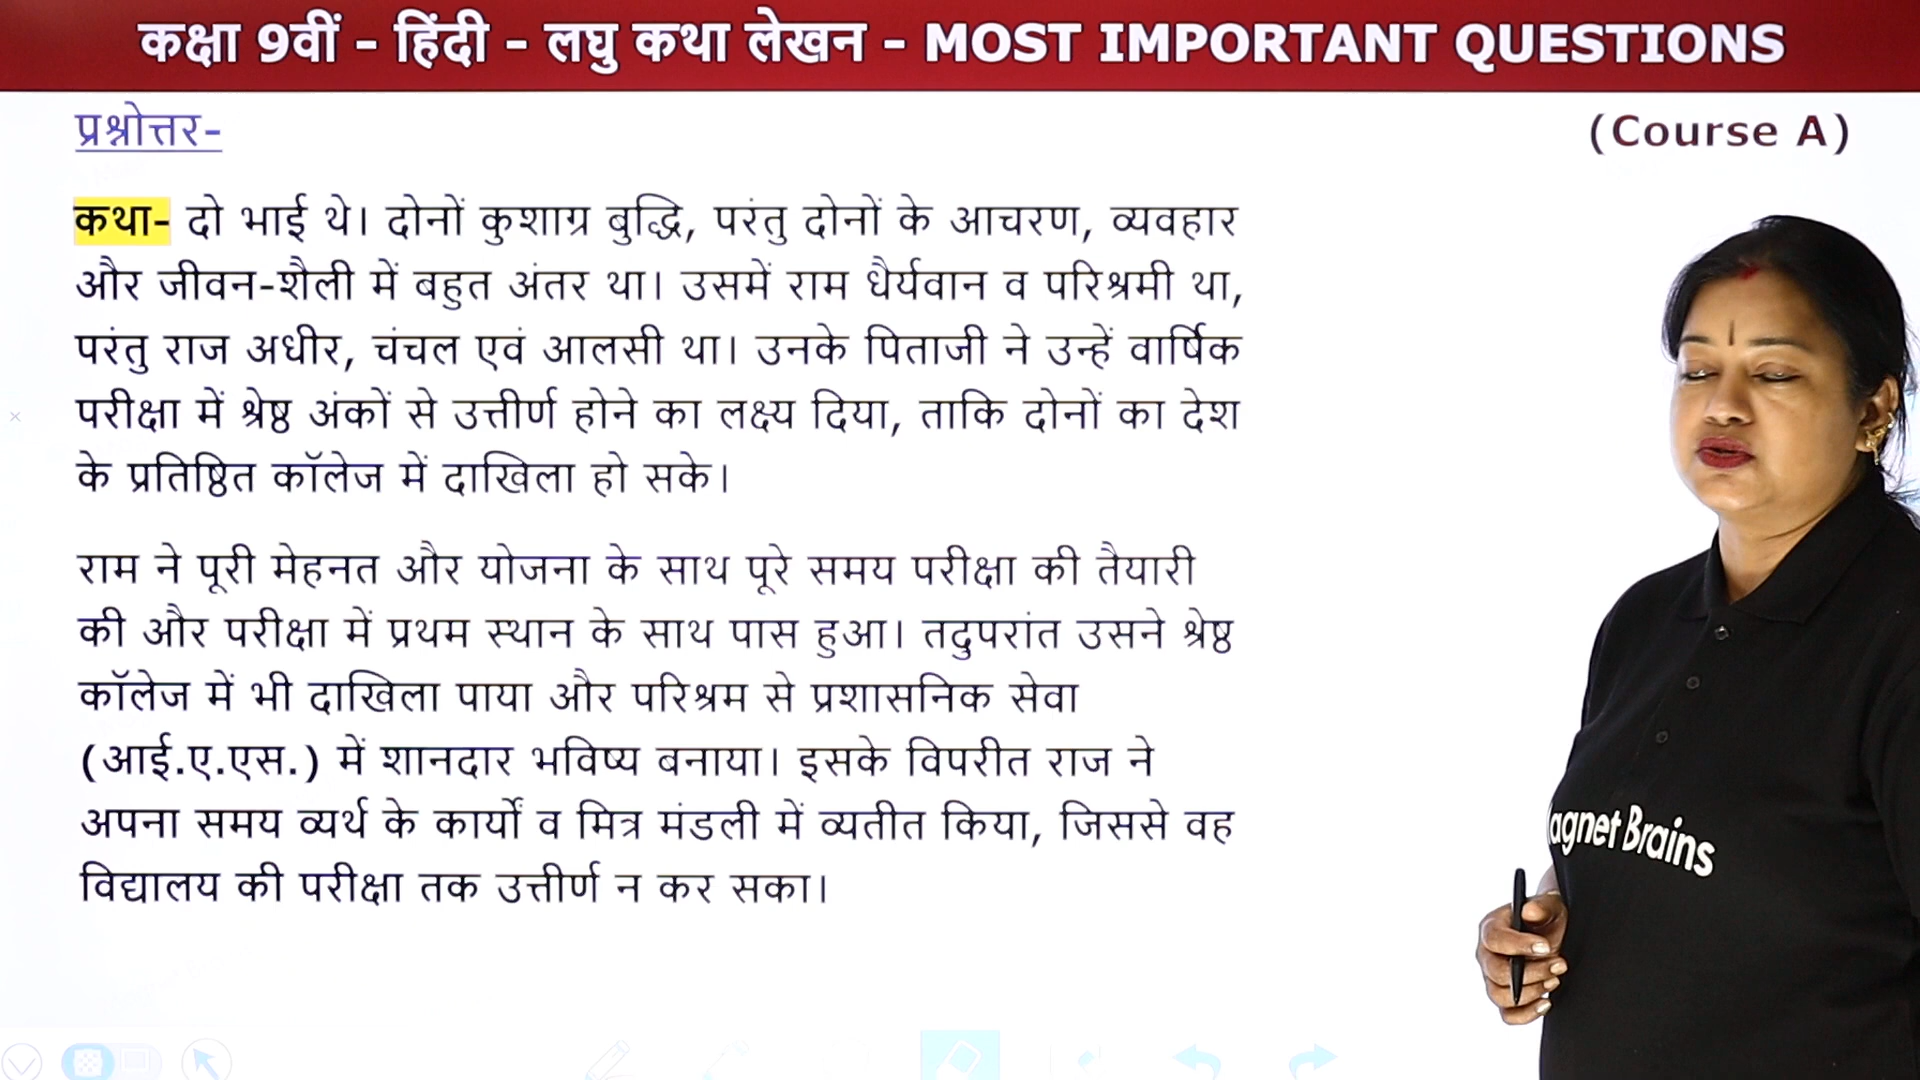 कक्षा 9वीं - हिंदी - लघु कथा लेखन - MOST IMPORTANT QUESTIONS
प्रश्नोत्तर-
(Course A)
कथा- दो भाई थे। दोनों कुशाग्र बुद्धि, परंतु दोनों के आचरण, व्यवहार
और जीवन-शैली में बहुत अंतर था। उसमें राम धैर्यवान व परिश्रमी था,
परंतु राज अधीर, चंचल एवं आलसी था। उनके पिताजी ने उन्हें वार्षिक
परीक्षा में श्रेष्ठ अंकों से उत्तीर्ण होने का लक्ष्य दिया, ताकि दोनों का देश
के प्रतिष्ठित कॉलेज में दाखिला हो सके।
राम ने पूरी मेहनत और योजना के साथ पूरे समय परीक्षा की तैयारी
की और परीक्षा में प्रथम स्थान के साथ पास हुआ। तदुपरांत उसने श्रेष्ठ
कॉलेज में भी दाखिला पाया और परिश्रम से प्रशासनिक सेवा
(आई.ए.एस.) में शानदार भविष्य बनाया। इसके विपरीत राज ने
अपना समय व्यर्थ के कार्यों व मित्र मंडली में व्यतीत किया, जिससे वह
विद्यालय की परीक्षा तक उत्तीर्ण न कर सका।
agnet Brains